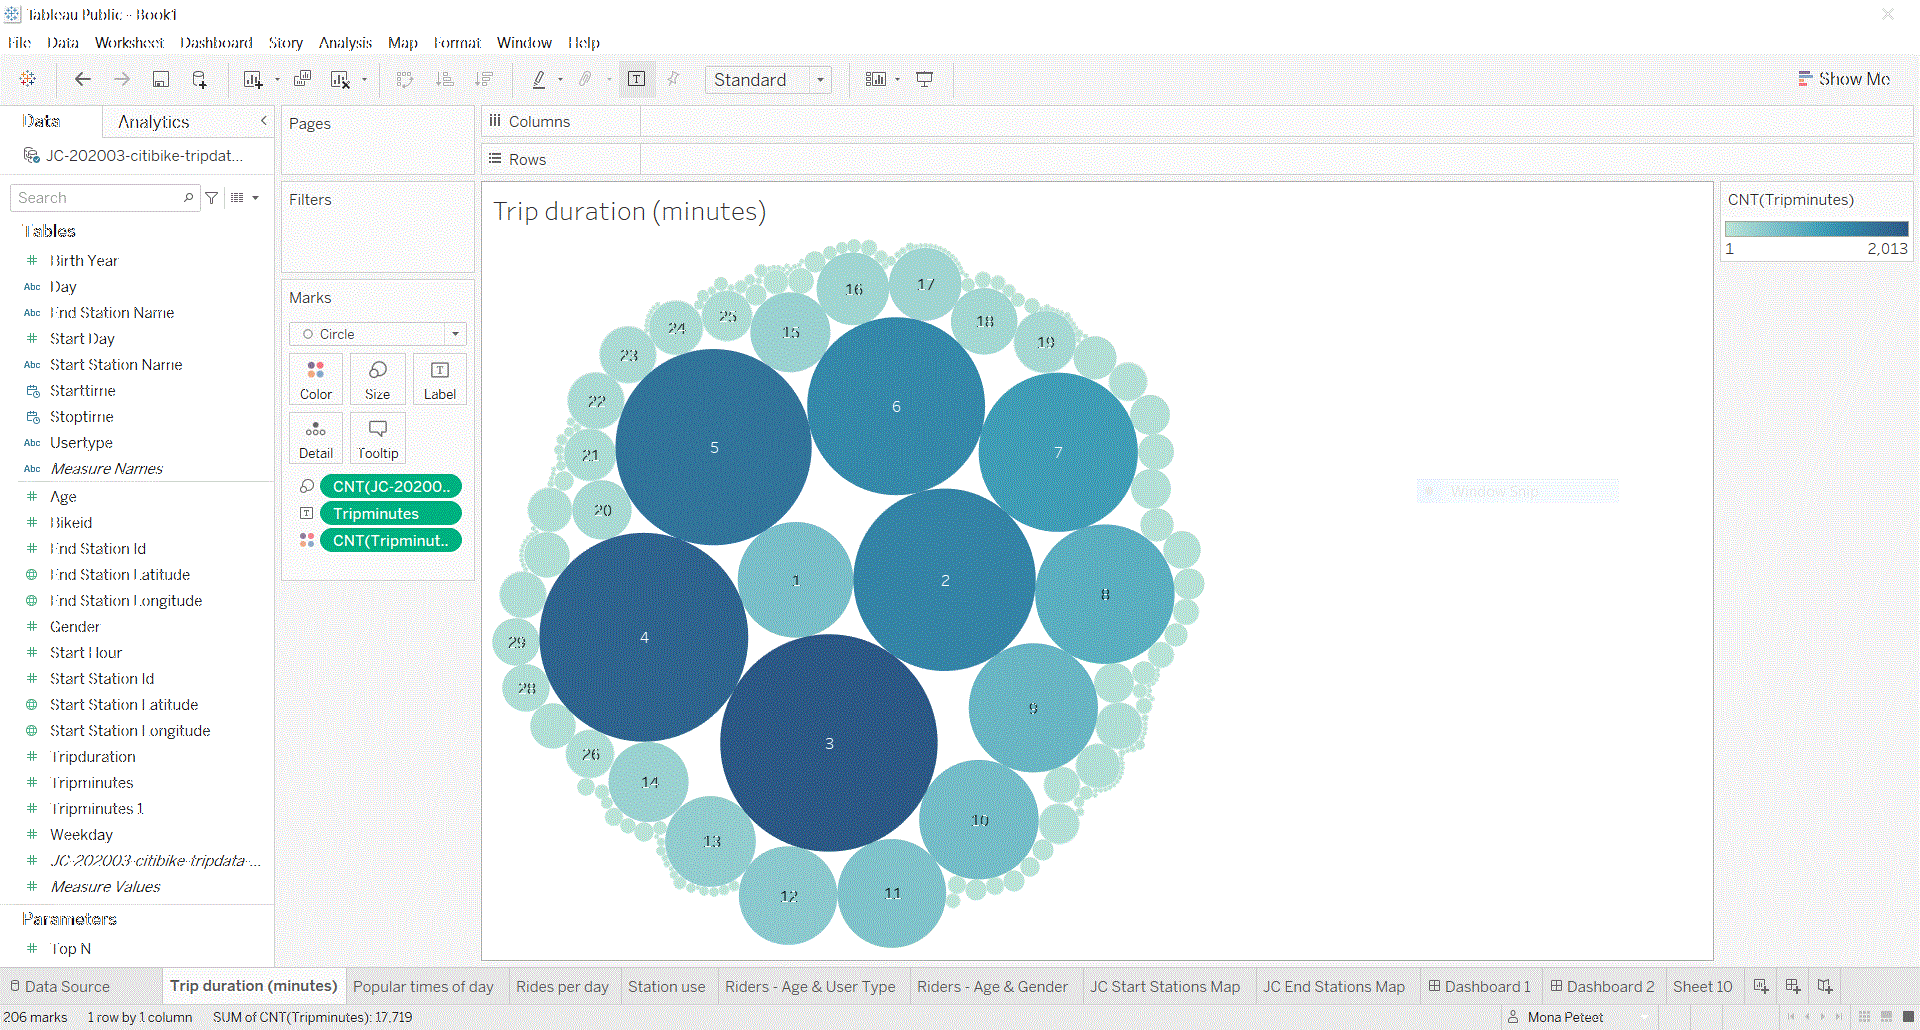 Tableau Public - Book1
File Data Worksheet Dashboard Story Analysis Map Format Window Help
Standard
Show Me
Data Analytics
JC-202003-citibike-tripdat...
Search
Tables
Birth Year
Abc Day
Abc End Station Name
Start Day
Abc Start Station Name
Starttime
Stoptime
Abc Usertype
Abc Measure Names
Age
Bikeid
End Station Id
End Station Latitude
End Station Longitude
Gender
Start Hour
Start Station Id
Start Station Latitude
Start Station Longitude
Tripduration
Tripminutes
Tripminutes 1
Weekday
JC-202003-citibike-tripdata-...
Measure Values
Parameters
Top N
Pages
Filters
Marks
Circle
Color Size Label
Detail Tooltip
CNT(JC-20200..
Tripminutes
CNT(Tripminut..
Columns
Rows
Trip duration (minutes)
16
17
25
18
24
15
19
23
22
6
5
7
21
20
1
2
8
4
29
28
9
3
26
14
10
13
12
11
Window Snip
CNT(Tripminutes)
1 2,013
Data Source Trip duration (minutes) Popular times of day Rides per day Station use Riders - Age & User Type Riders - Age & Gender JC Start Stations Map JC End Stations Map Dashboard 1 Dashboard 2 Sheet 10
206 marks 1 row by 1 column SUM of CNT(Tripminutes): 17,719
Mona Peteet